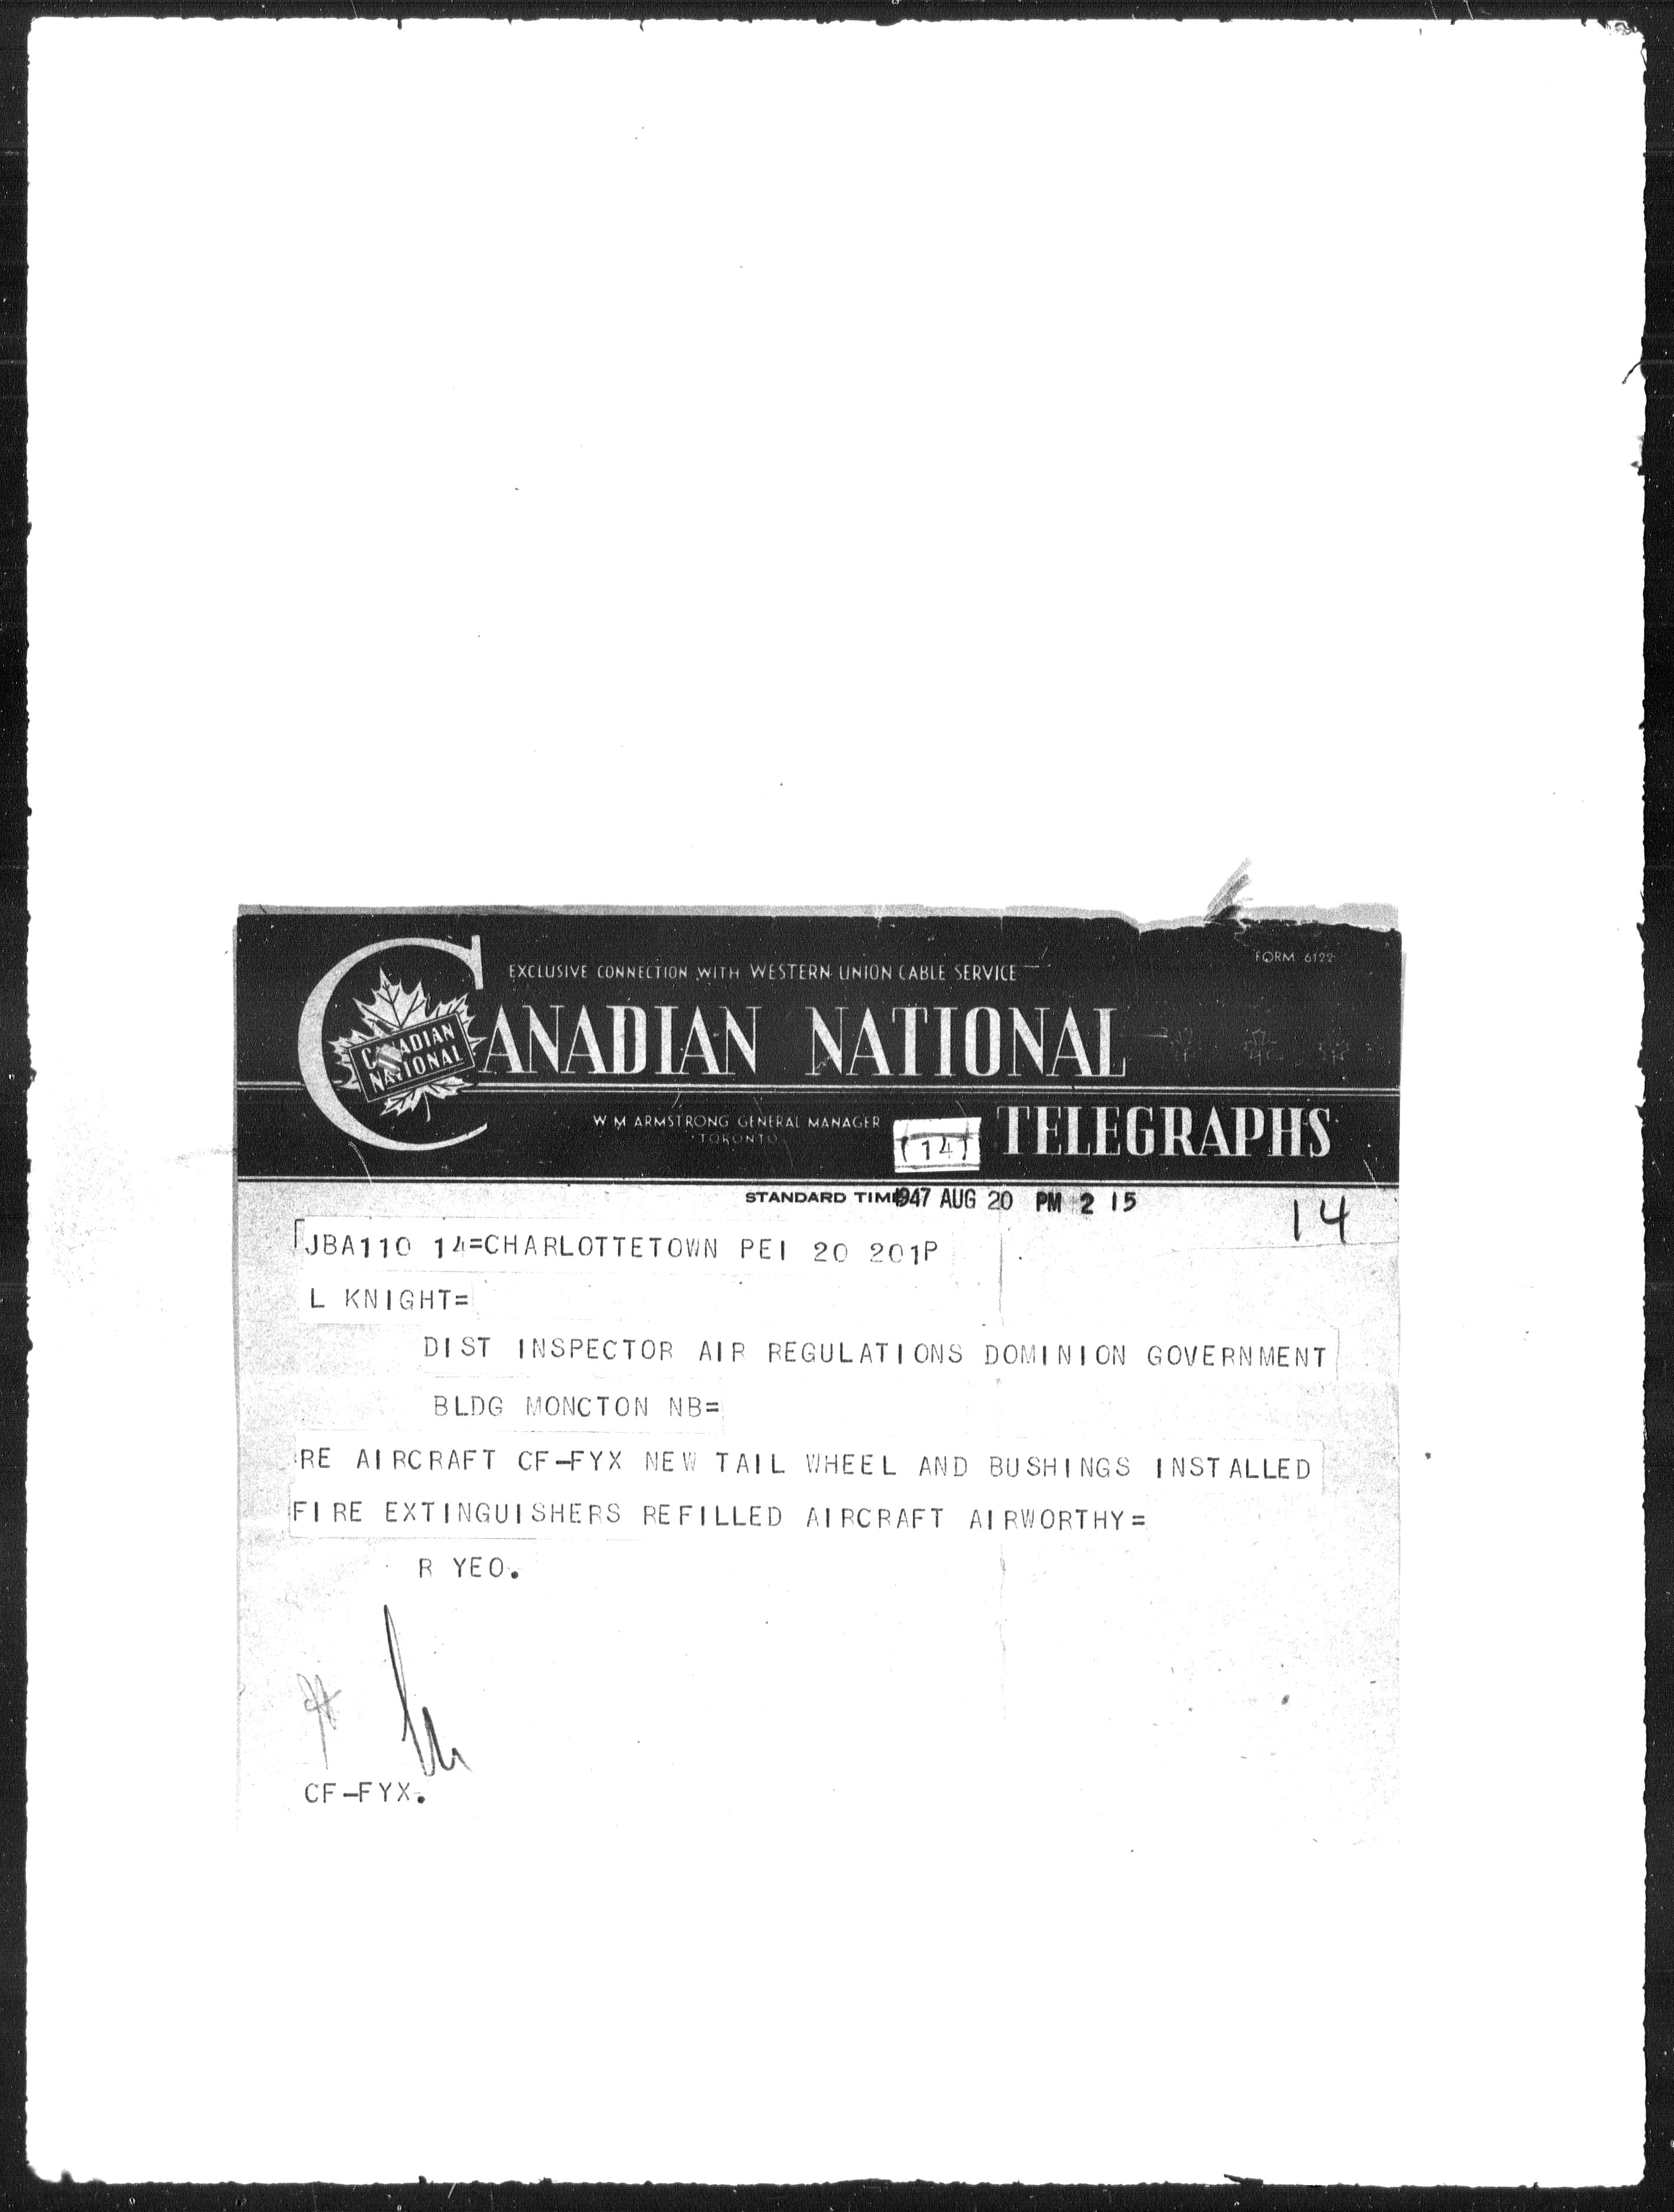 FORM 6122
EXCLUSIVE CONNECTION WITH WESTERN UNION CABLE SERVICE
CANADIAN NATIONAL
CANADIAN
NATIONAL
W M ARMSTRONG GENERAL MANAGER
TORONTO
(14)
TELEGRAPHS
STANDARD TIME
1947 AUG 20 PM 2 15
14
JBA110 14=CHARLOTTETOWN PEI 20 201P
L KNIGHT=
DIST INSPECTOR AIR REGULATIONS DOMINION GOVERNMENT
BLDG MONCTON NB=
RE AIRCRAFT CF-FYX NEW TAIL WHEEL AND BUSHINGS INSTALLED
FIRE EXTINGUISHERS REFILLED AIRCRAFT AIRWORTHY=
R YEO.
CF-FYX.